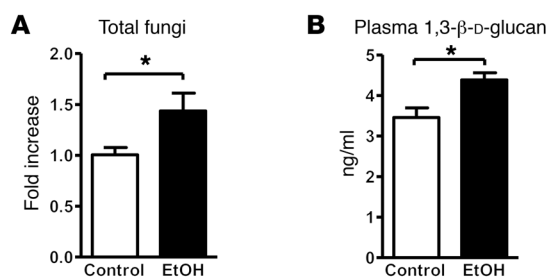 A Total fungi
*
Fold increase
2.0
1.5
1.0
0.5
0.0
Control EtOH
B Plasma 1,3-β-D-glucan
*
ng/ml
5
4
3
2
1
0
Control EtOH